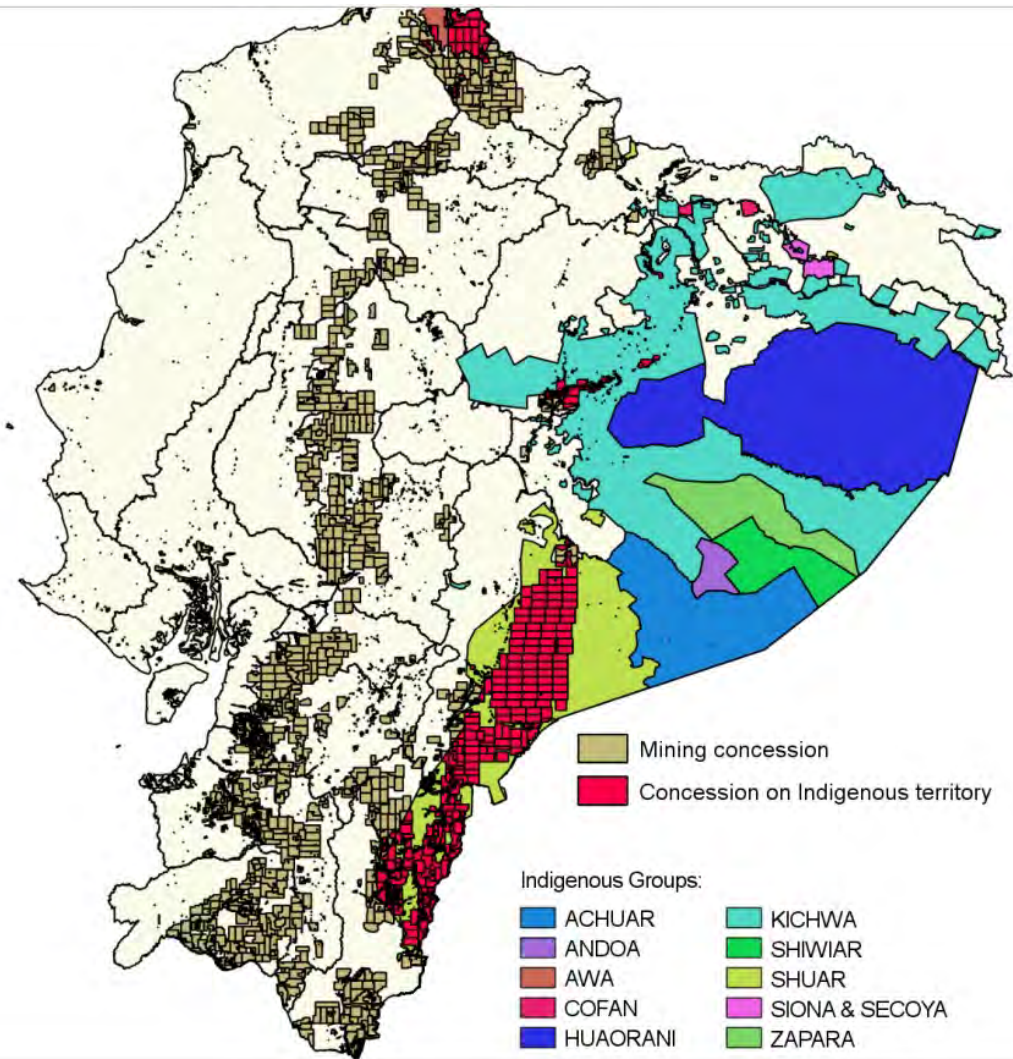 Mining concession
Concession on Indigenous territory
Indigenous Groups:
ACHUAR
ANDOA
AWA
COFAN
HUAORANI
KICHWA
SHIWIAR
SHUAR
SIONA & SECOYA
ZAPARA